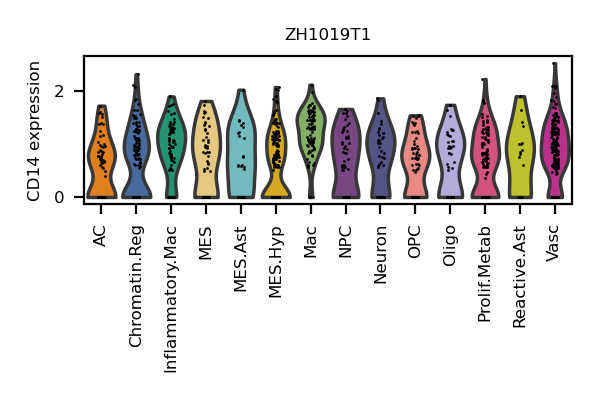 ZH1019T1
CD14 expression
2
0
AC
Chromatin.Reg
Inflammatory.Mac
MES
MES.Ast
MES.Hyp
Mac
NPC
Neuron
OPC
Oligo
Prolif.Metab
Reactive.Ast
Vasc